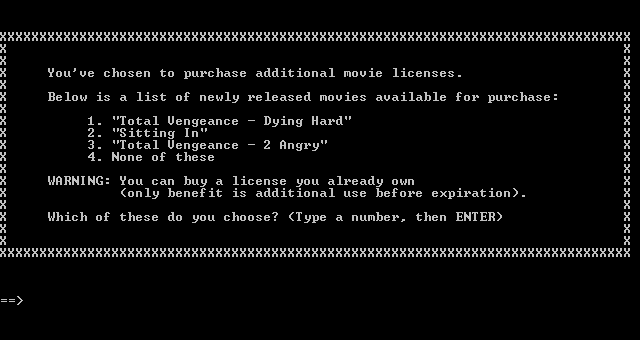 XXXXXXXXXXXXXXXXXXXXXXXXXXXXXXXXXXXXXXXXXXXXXXXXXXXXXXXXXXXXXXXXXXXXXXXXXXXXXXX
X X
X X
X You've chosen to purchase additional movie licenses. X
X X
X Below is a list of newly released movies available for purchase: X
X X
X 1. "Total Vengeance - Dying Hard" X
X 2. "Sitting In" X
X 3. "Total Vengeance - 2 Angry" X
X 4. None of these X
X X
X WARNING: You can buy a license you already own X
X (only benefit is additional use before expiration). X
X X
X Which of these do you choose? (Type a number, then ENTER) X
X X
X X
XXXXXXXXXXXXXXXXXXXXXXXXXXXXXXXXXXXXXXXXXXXXXXXXXXXXXXXXXXXXXXXXXXXXXXXXXXXXXXX
==>